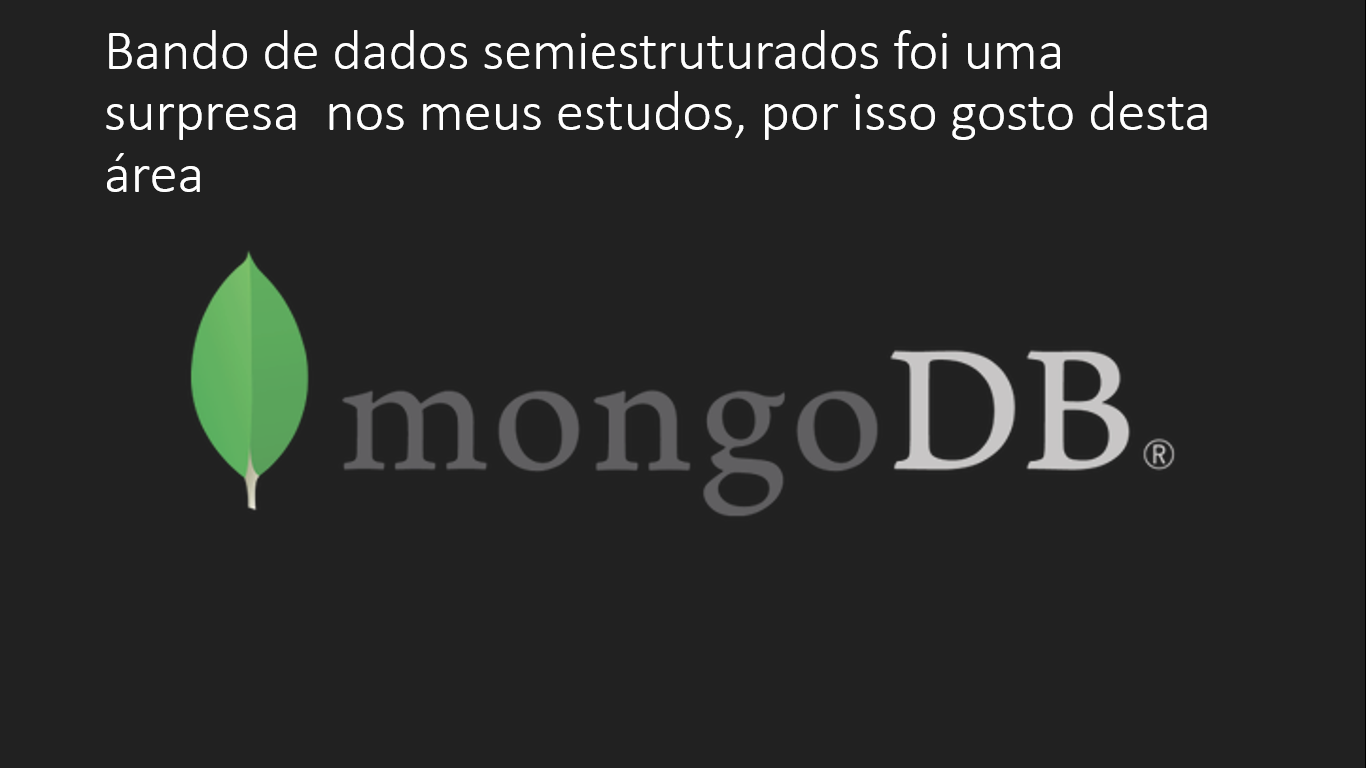 Bando de dados semiestruturados foi uma
surpresa  nos meus estudos, por isso gosto desta
área
mongoDB®